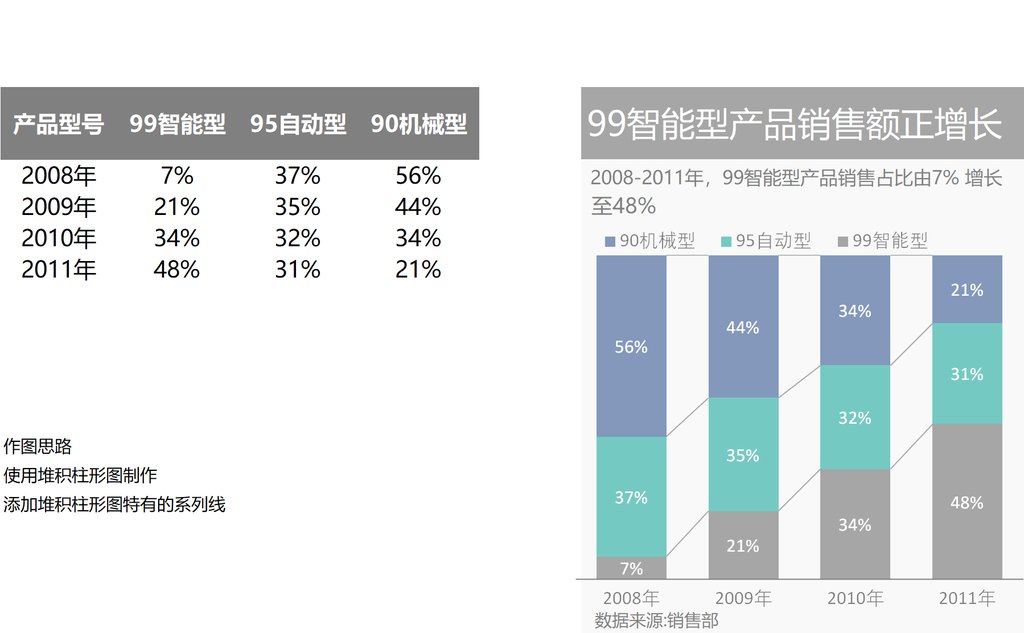 产品型号 99智能型 95自动型 90机械型
2008年 7% 37% 56%
2009年 21% 35% 44%
2010年 34% 32% 34%
2011年 48% 31% 21%
作图思路
使用堆积柱形图制作
添加堆积柱形图特有的系列线
99智能型产品销售额正增长
2008-2011年，99智能型产品销售占比由7% 增长
至48%
90机械型 95自动型 99智能型
56% 44% 34% 21%
37% 35% 32% 31%
7% 21% 34% 48%
2008年 2009年 2010年 2011年
数据来源:销售部